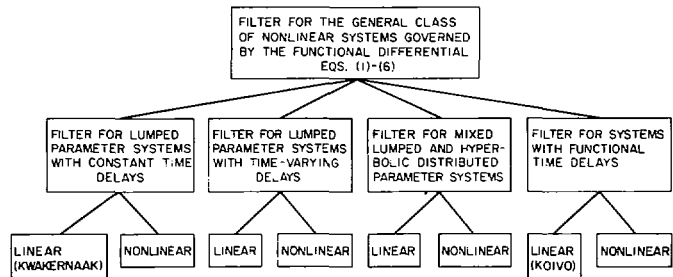 FILTER FOR THE GENERAL CLASS
OF NONLINEAR SYSTEMS GOVERNED
BY THE FUNCTIONAL DIFFERENTIAL
EQS. (1)-(6)
FILTER FOR LUMPED
PARAMETER SYSTEMS
WITH CONSTANT TIME
DELAYS
FILTER FOR LUMPED
PARAMETER SYSTEMS
WITH TIME-VARYING
DELAYS
FILTER FOR MIXED
LUMPED AND HYPER-
BOLIC DISTRIBUTED
PARAMETER SYSTEMS
FILTER FOR SYSTEMS
WITH FUNCTIONAL
TIME DELAYS
LINEAR
(KWAKERNAAK)
NONLINEAR
LINEAR
NONLINEAR
LINEAR
NONLINEAR
LINEAR
(KOIVO)
NONLINEAR